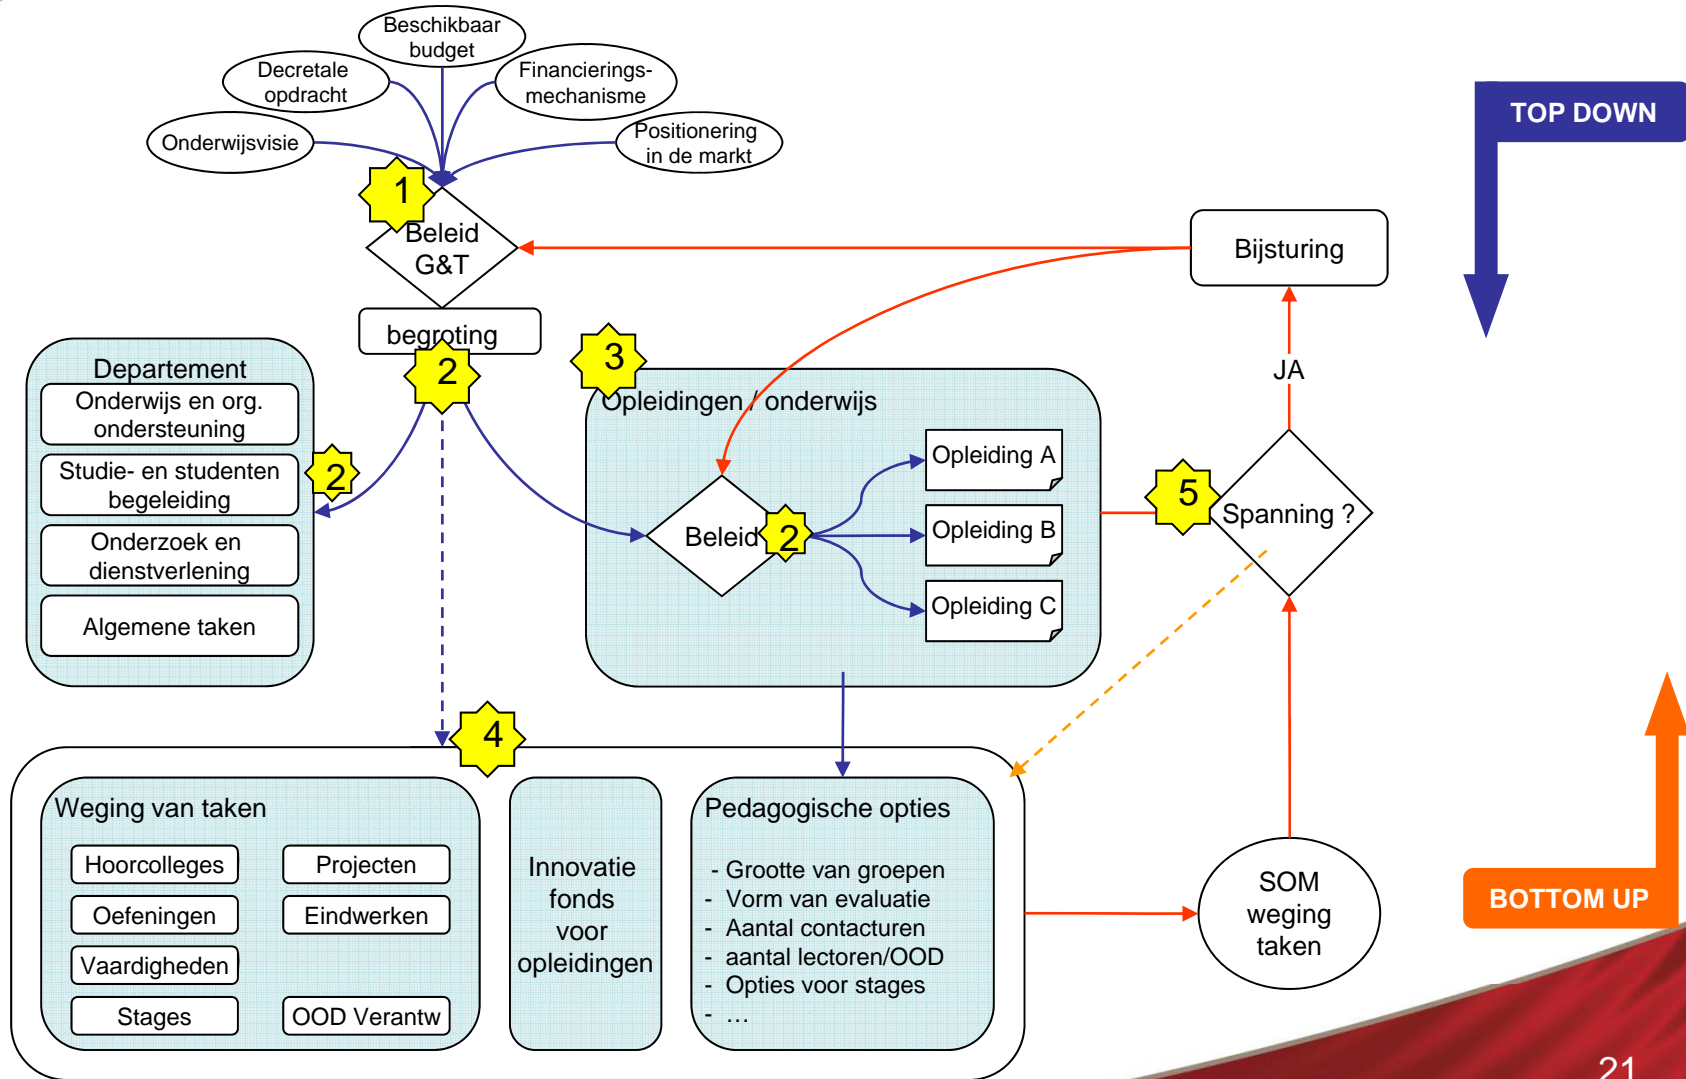 Beschikbaar
budget
Decretale
opdracht
Financierings-
mechanisme
Onderwijsvisie
Positionering
in de markt
TOP DOWN
1
Beleid
G&T
Bijsturing
begroting
2
3
JA
Departement
Onderwijs en org.
ondersteuning
Studie- en studenten
begeleiding
2
Onderzoek en
dienstverlening
Algemene taken
Opleidingen / onderwijs
Beleid
2
Opleiding A
Opleiding B
Opleiding C
5
Spanning ?
4
Weging van taken
Hoorcolleges
Projecten
Oefeningen
Eindwerken
Vaardigheden
Stages
OOD Verantw
Innovatie
fonds
voor
opleidingen
Pedagogische opties
- Grootte van groepen
- Vorm van evaluatie
- Aantal contacturen
- aantal lectoren/OOD
- Opties voor stages
- …
SOM
weging
taken
BOTTOM UP
21